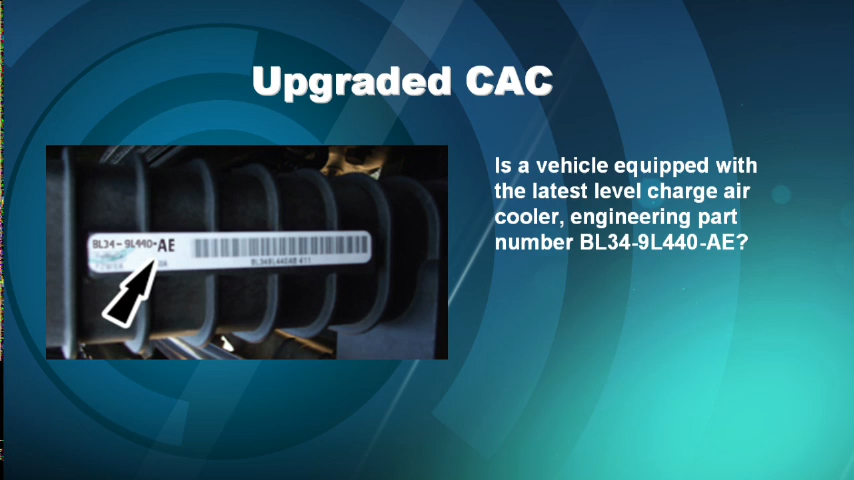 Upgraded CAC
Is a vehicle equipped with
the latest level charge air
cooler, engineering part
number BL34-9L440-AE?
BL34-9L440-AE